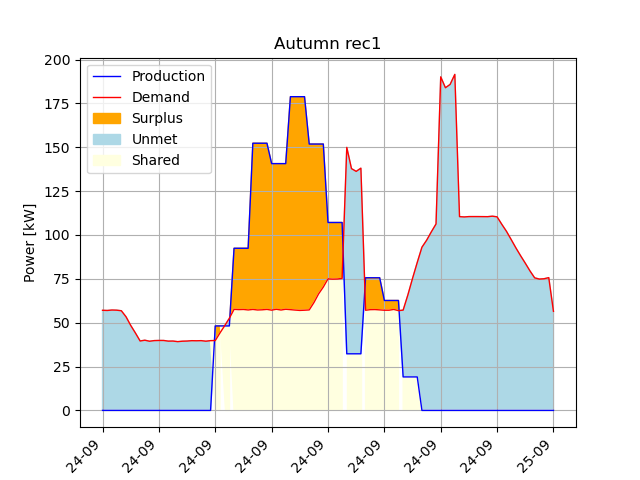 Autumn rec1
Production
Demand
Surplus
Unmet
Shared
Power [kW]
200
175
150
125
100
75
50
25
0
24-09
24-09
24-09
24-09
24-09
24-09
24-09
24-09
25-09